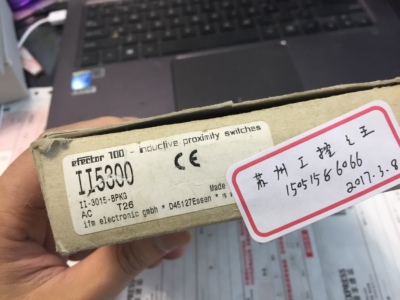 efector 100 - inductive proximity switches
II5300
CE
II-3015-BPKG
AC T26 Made
ifm electronic gmbh * D45127Essen *
苏州工控之王
15051586066
2017.3.8